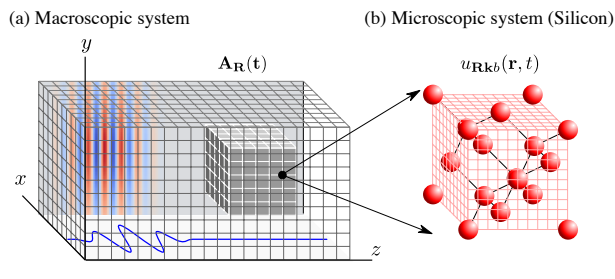 (a) Macroscopic system
(b) Microscopic system (Silicon)
y
A_R(t)
u_Rkb(r, t)
x
z